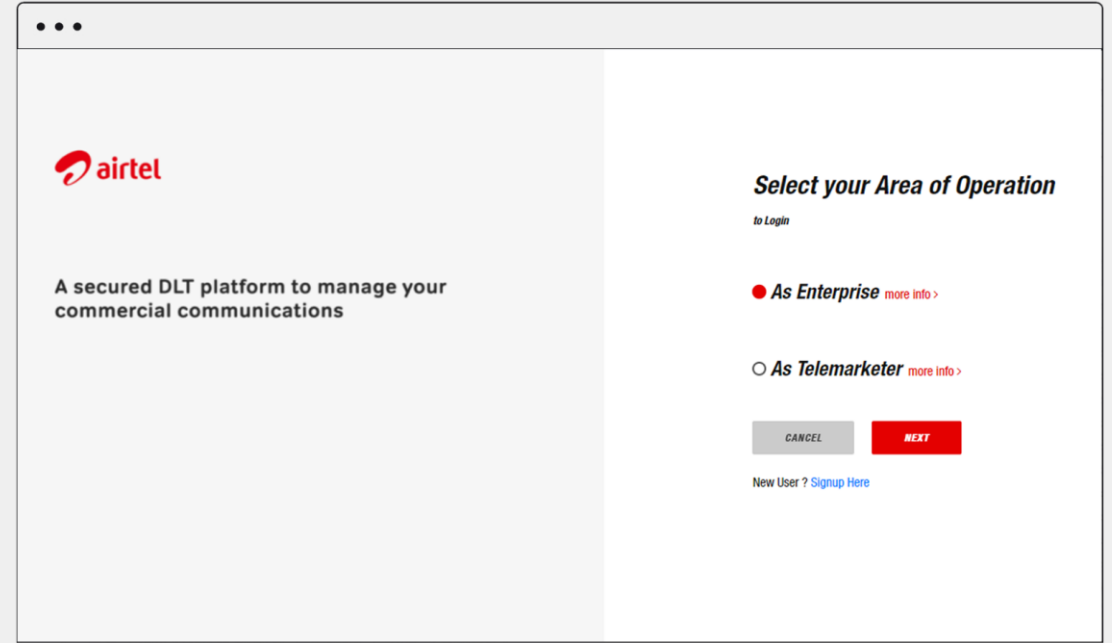 airtel
A secured DLT platform to manage your
commercial communications
Select your Area of Operation
to Login
As Enterprise more info >
As Telemarketer more info >
CANCEL NEXT
New User ? Signup Here